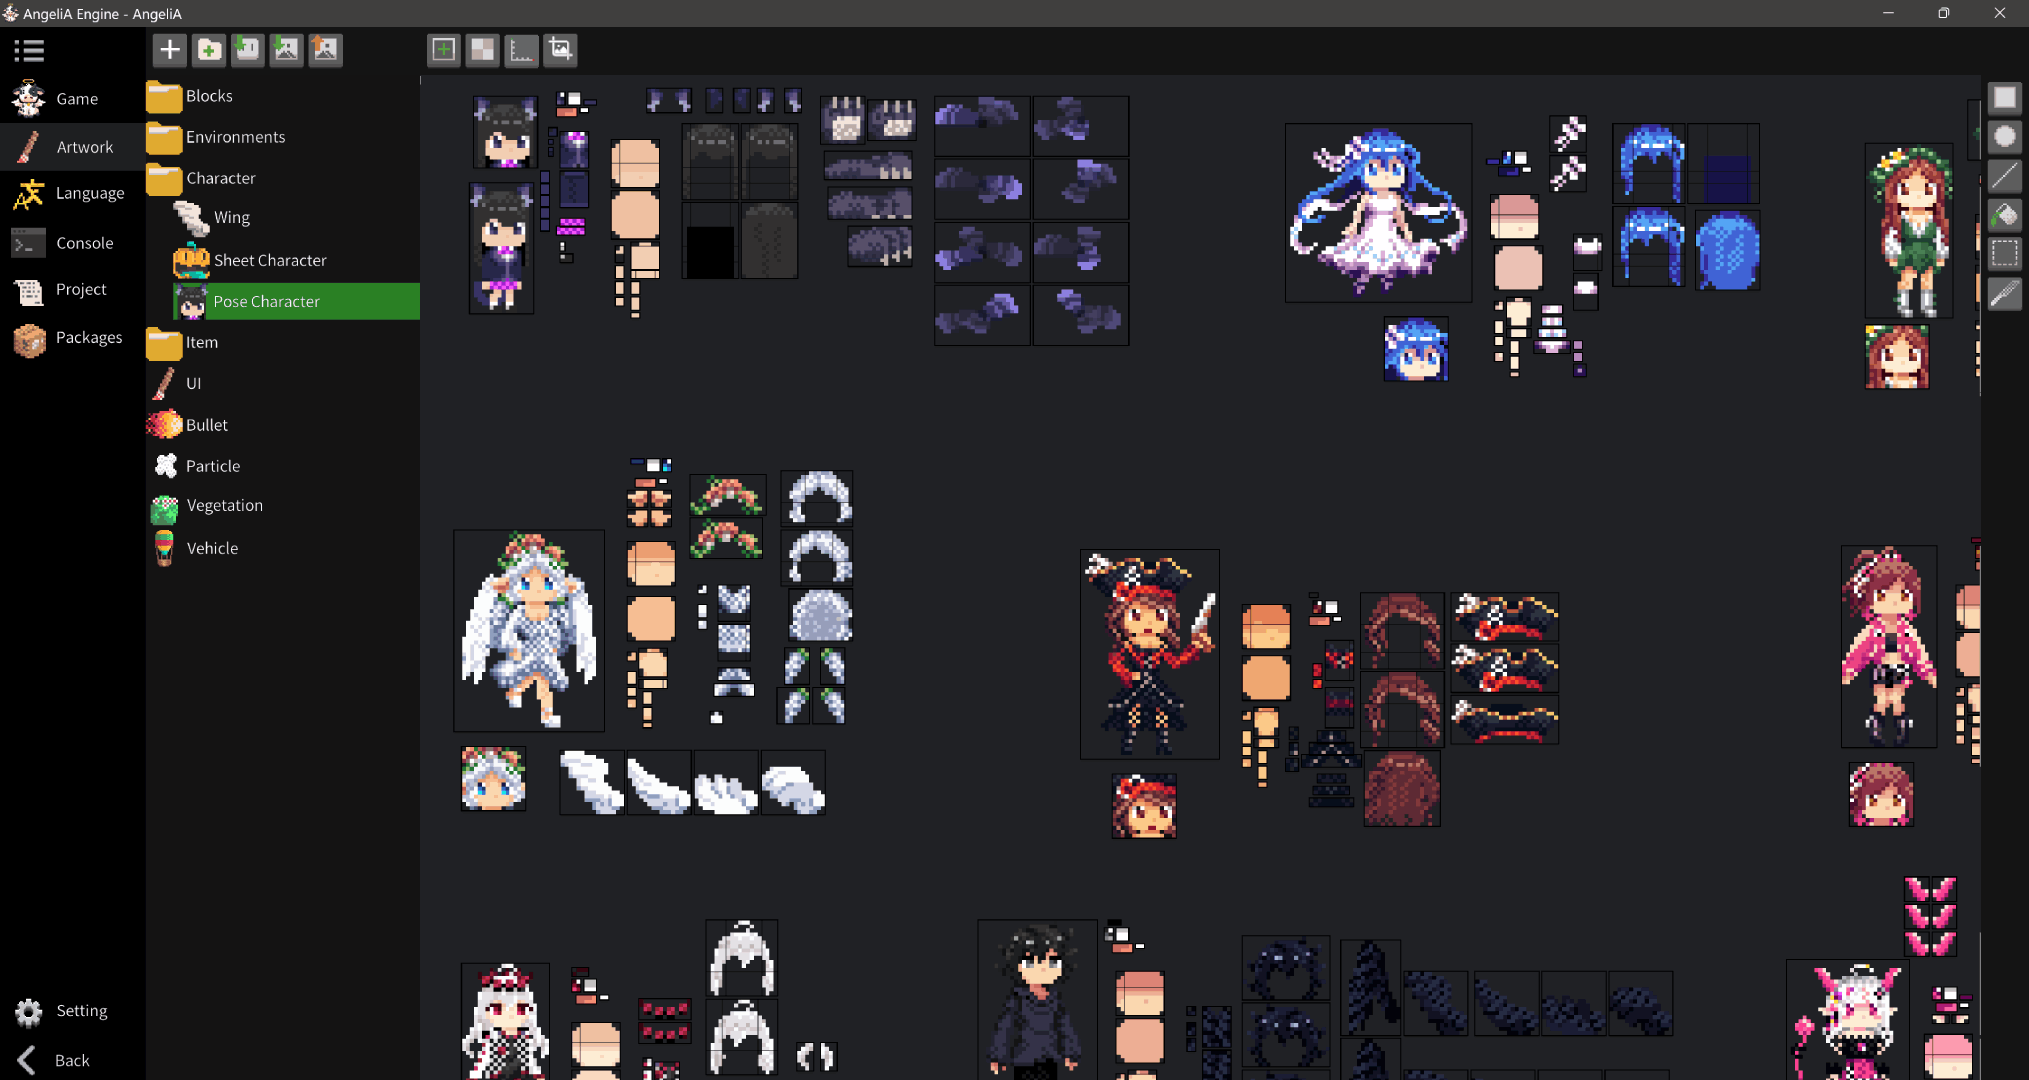 AngeliA Engine - AngeliA
Game
Artwork
Language
Console
Project
Packages
Setting
Back
Blocks
Environments
Character
Wing
Sheet Character
Pose Character
Item
UI
Bullet
Particle
Vegetation
Vehicle